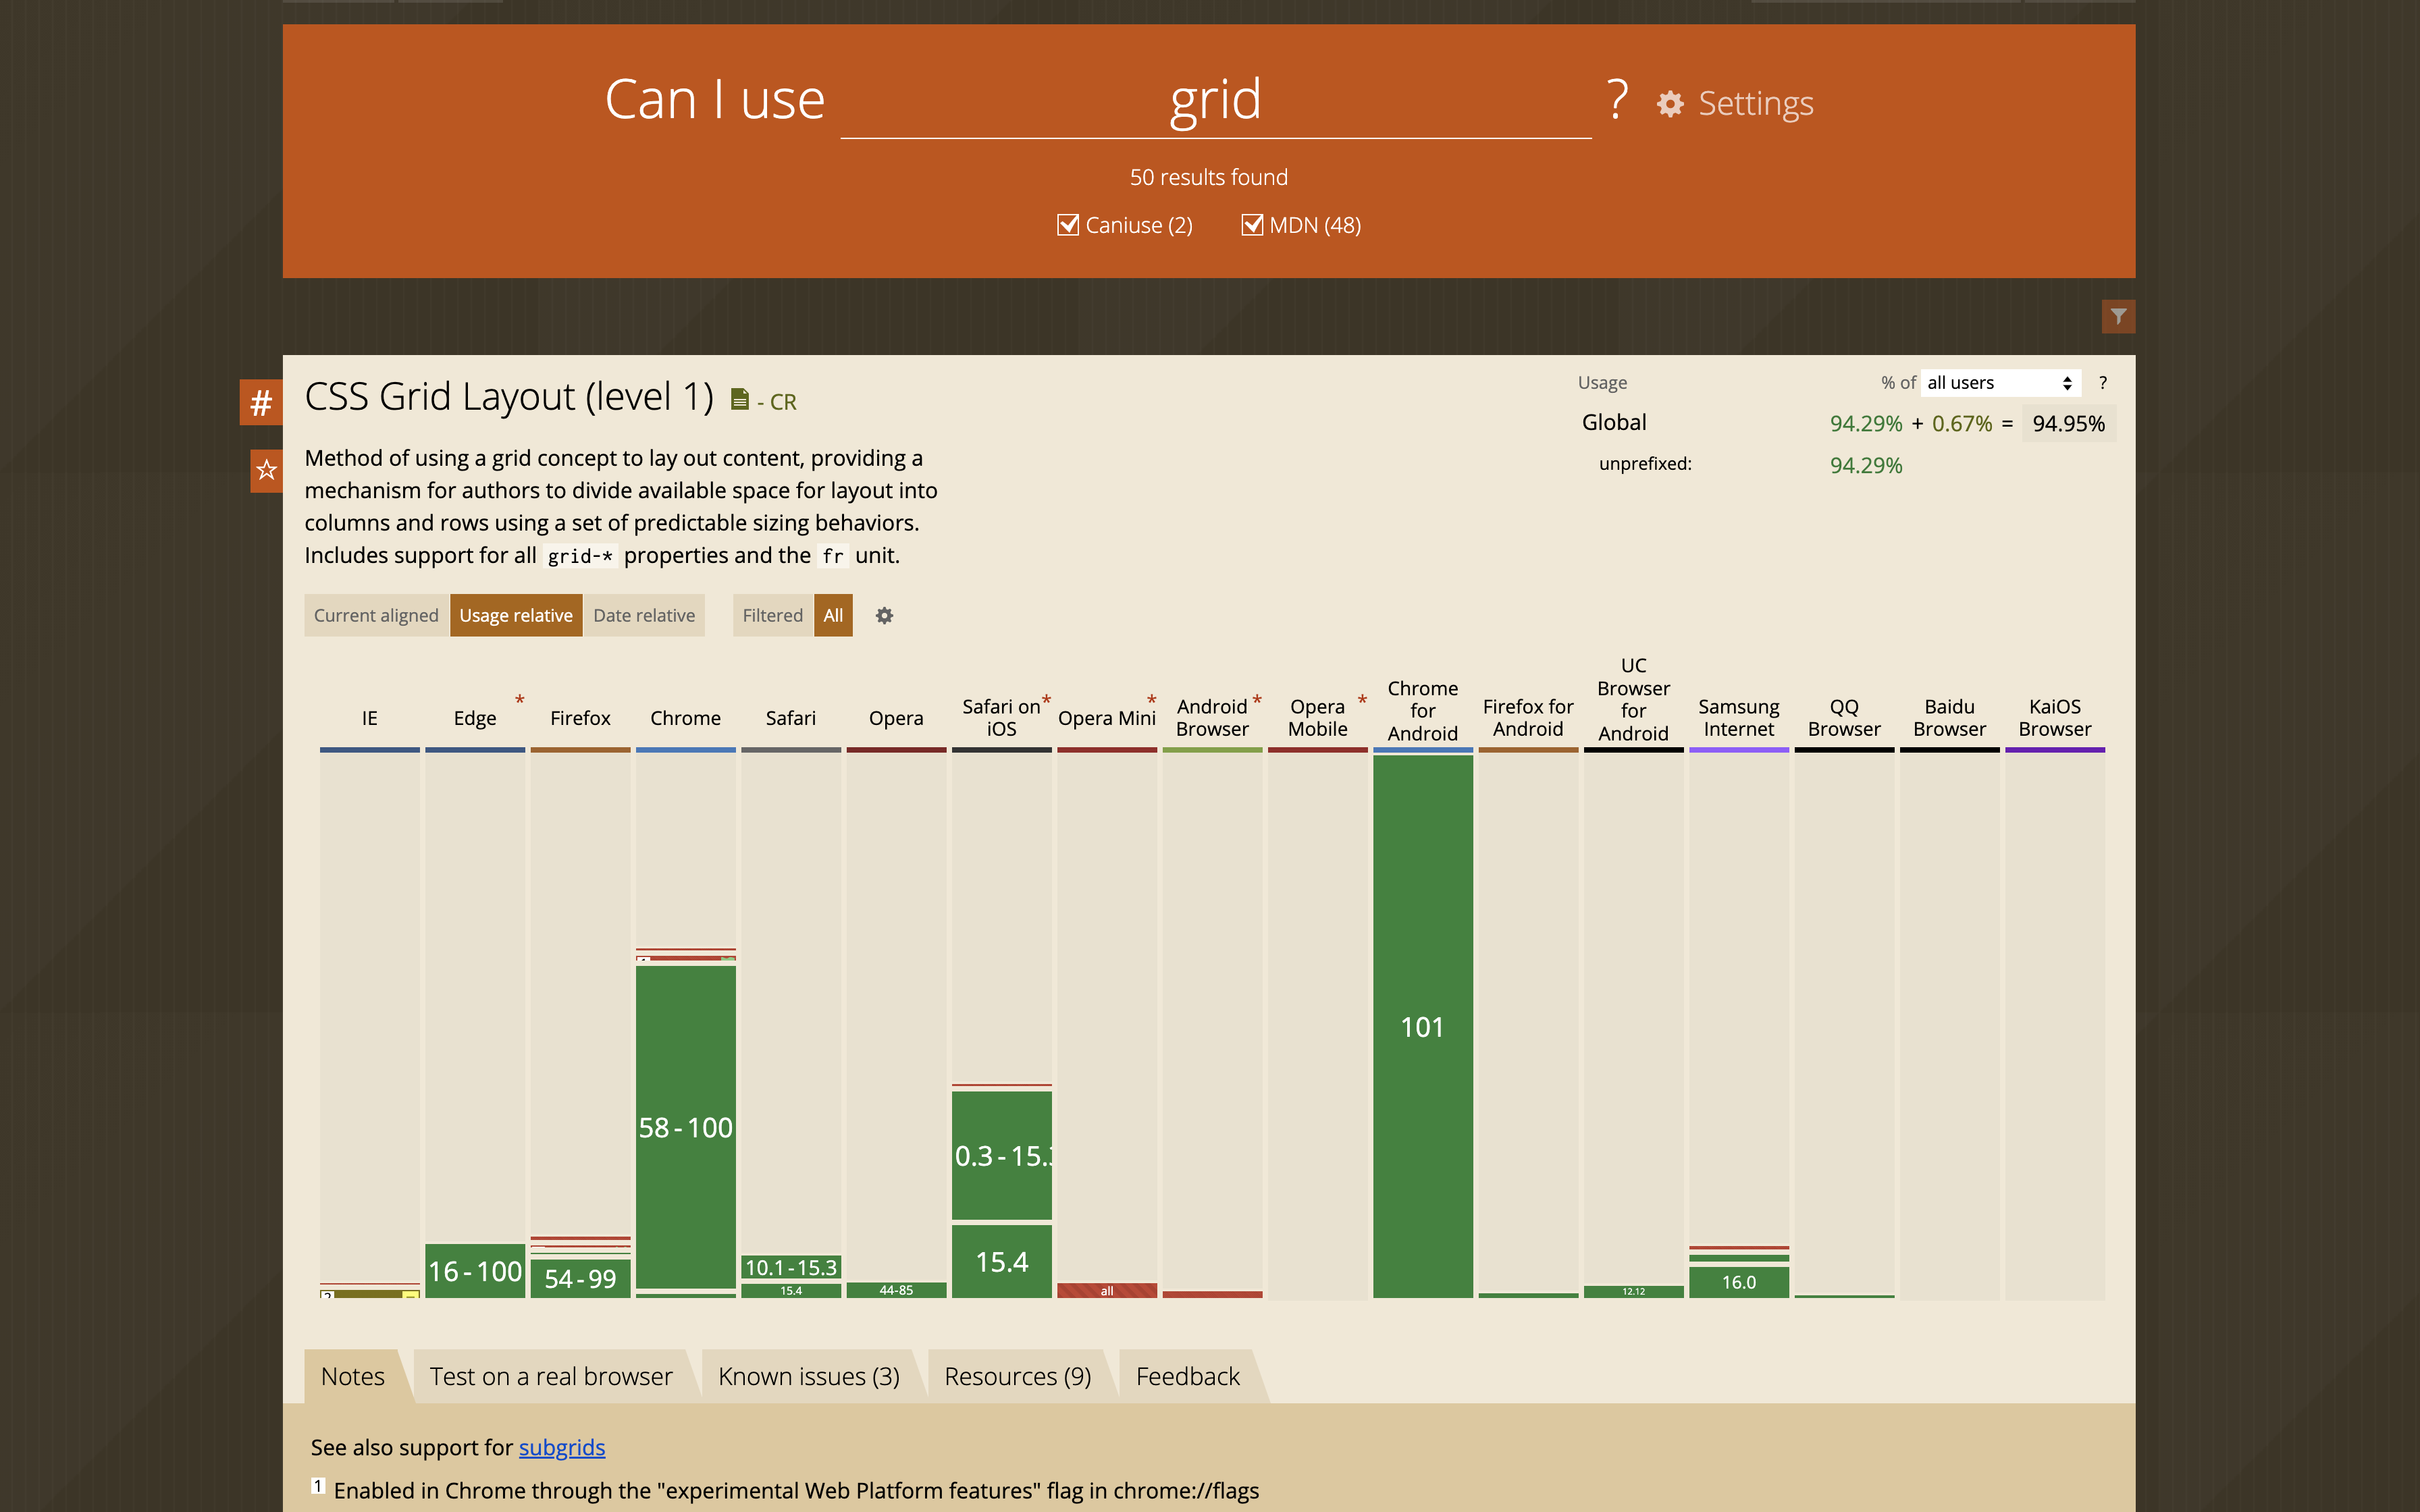 Can I use grid ? Settings
50 results found
Caniuse (2) MDN (48)
# CSS Grid Layout (level 1) - CR
Usage % of all users ?
Global 94.29% + 0.67% = 94.95%
unprefixed: 94.29%
Method of using a grid concept to lay out content, providing a
mechanism for authors to divide available space for layout into
columns and rows using a set of predictable sizing behaviors.
Includes support for all grid-* properties and the fr unit.
Current aligned Usage relative Date relative Filtered All
IE
Edge *
Firefox
Chrome
Safari
Opera
Safari on *
iOS
Opera Mini *
Android *
Browser
Opera *
Mobile
Chrome
for
Android
Firefox for
Android
UC
Browser
for
Android
Samsung
Internet
QQ
Browser
Baidu
Browser
KaiOS
Browser
2
16-100
54-99
58-100
10.1-15.3
15.4
44-85
0.3-15.
15.4
all
101
12.12
16.0
Notes Test on a real browser Known issues (3) Resources (9) Feedback
See also support for subgrids
1 Enabled in Chrome through the "experimental Web Platform features" flag in chrome://flags